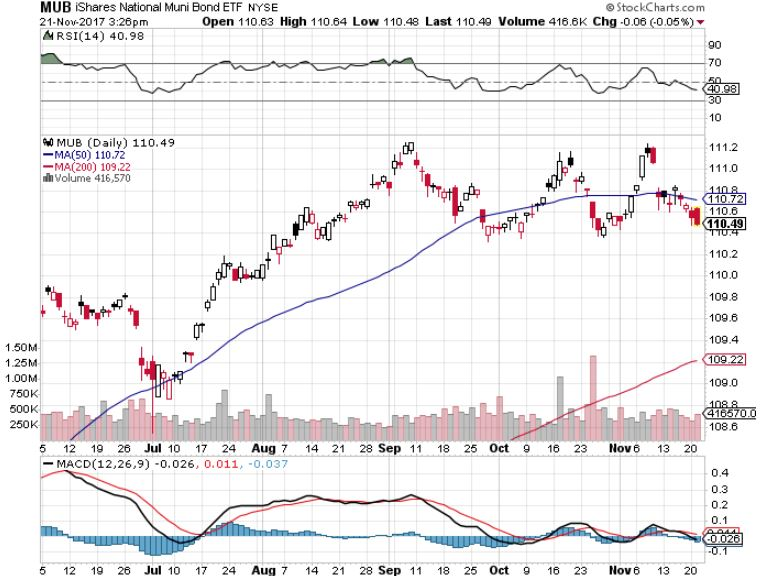 MUB iShares National Muni Bond ETF NYSE © StockCharts.com
21-Nov-2017 3:26pm Open 110.63 High 110.64 Low 110.48 Last 110.49 Volume 416.6K Chg -0.06 (-0.05%)
RSI(14) 40.98
90
70
50
40.98
30
10
MUB (Daily) 110.49
MA(50) 110.72
MA(200) 109.22
Volume 416,570
111.2
111.0
110.8
110.72
110.6
110.49
110.4
110.2
110.0
109.8
109.6
109.4
109.22
109.0
108.8
416570.0
108.6
1.50M
1.25M
1.00M
750K
500K
250K
5 12 19 26 Jul 10 17 24 Aug 7 14 21 28 Sep 11 18 25 Oct 9 16 23 Nov 6 13 20
MACD(12,26,9) -0.026, 0.011, -0.037
0.4
0.3
0.2
0.1
-0.026
-0.1
5 12 19 26 Jul 10 17 24 Aug 7 14 21 28 Sep 11 18 25 Oct 9 16 23 Nov 6 13 20